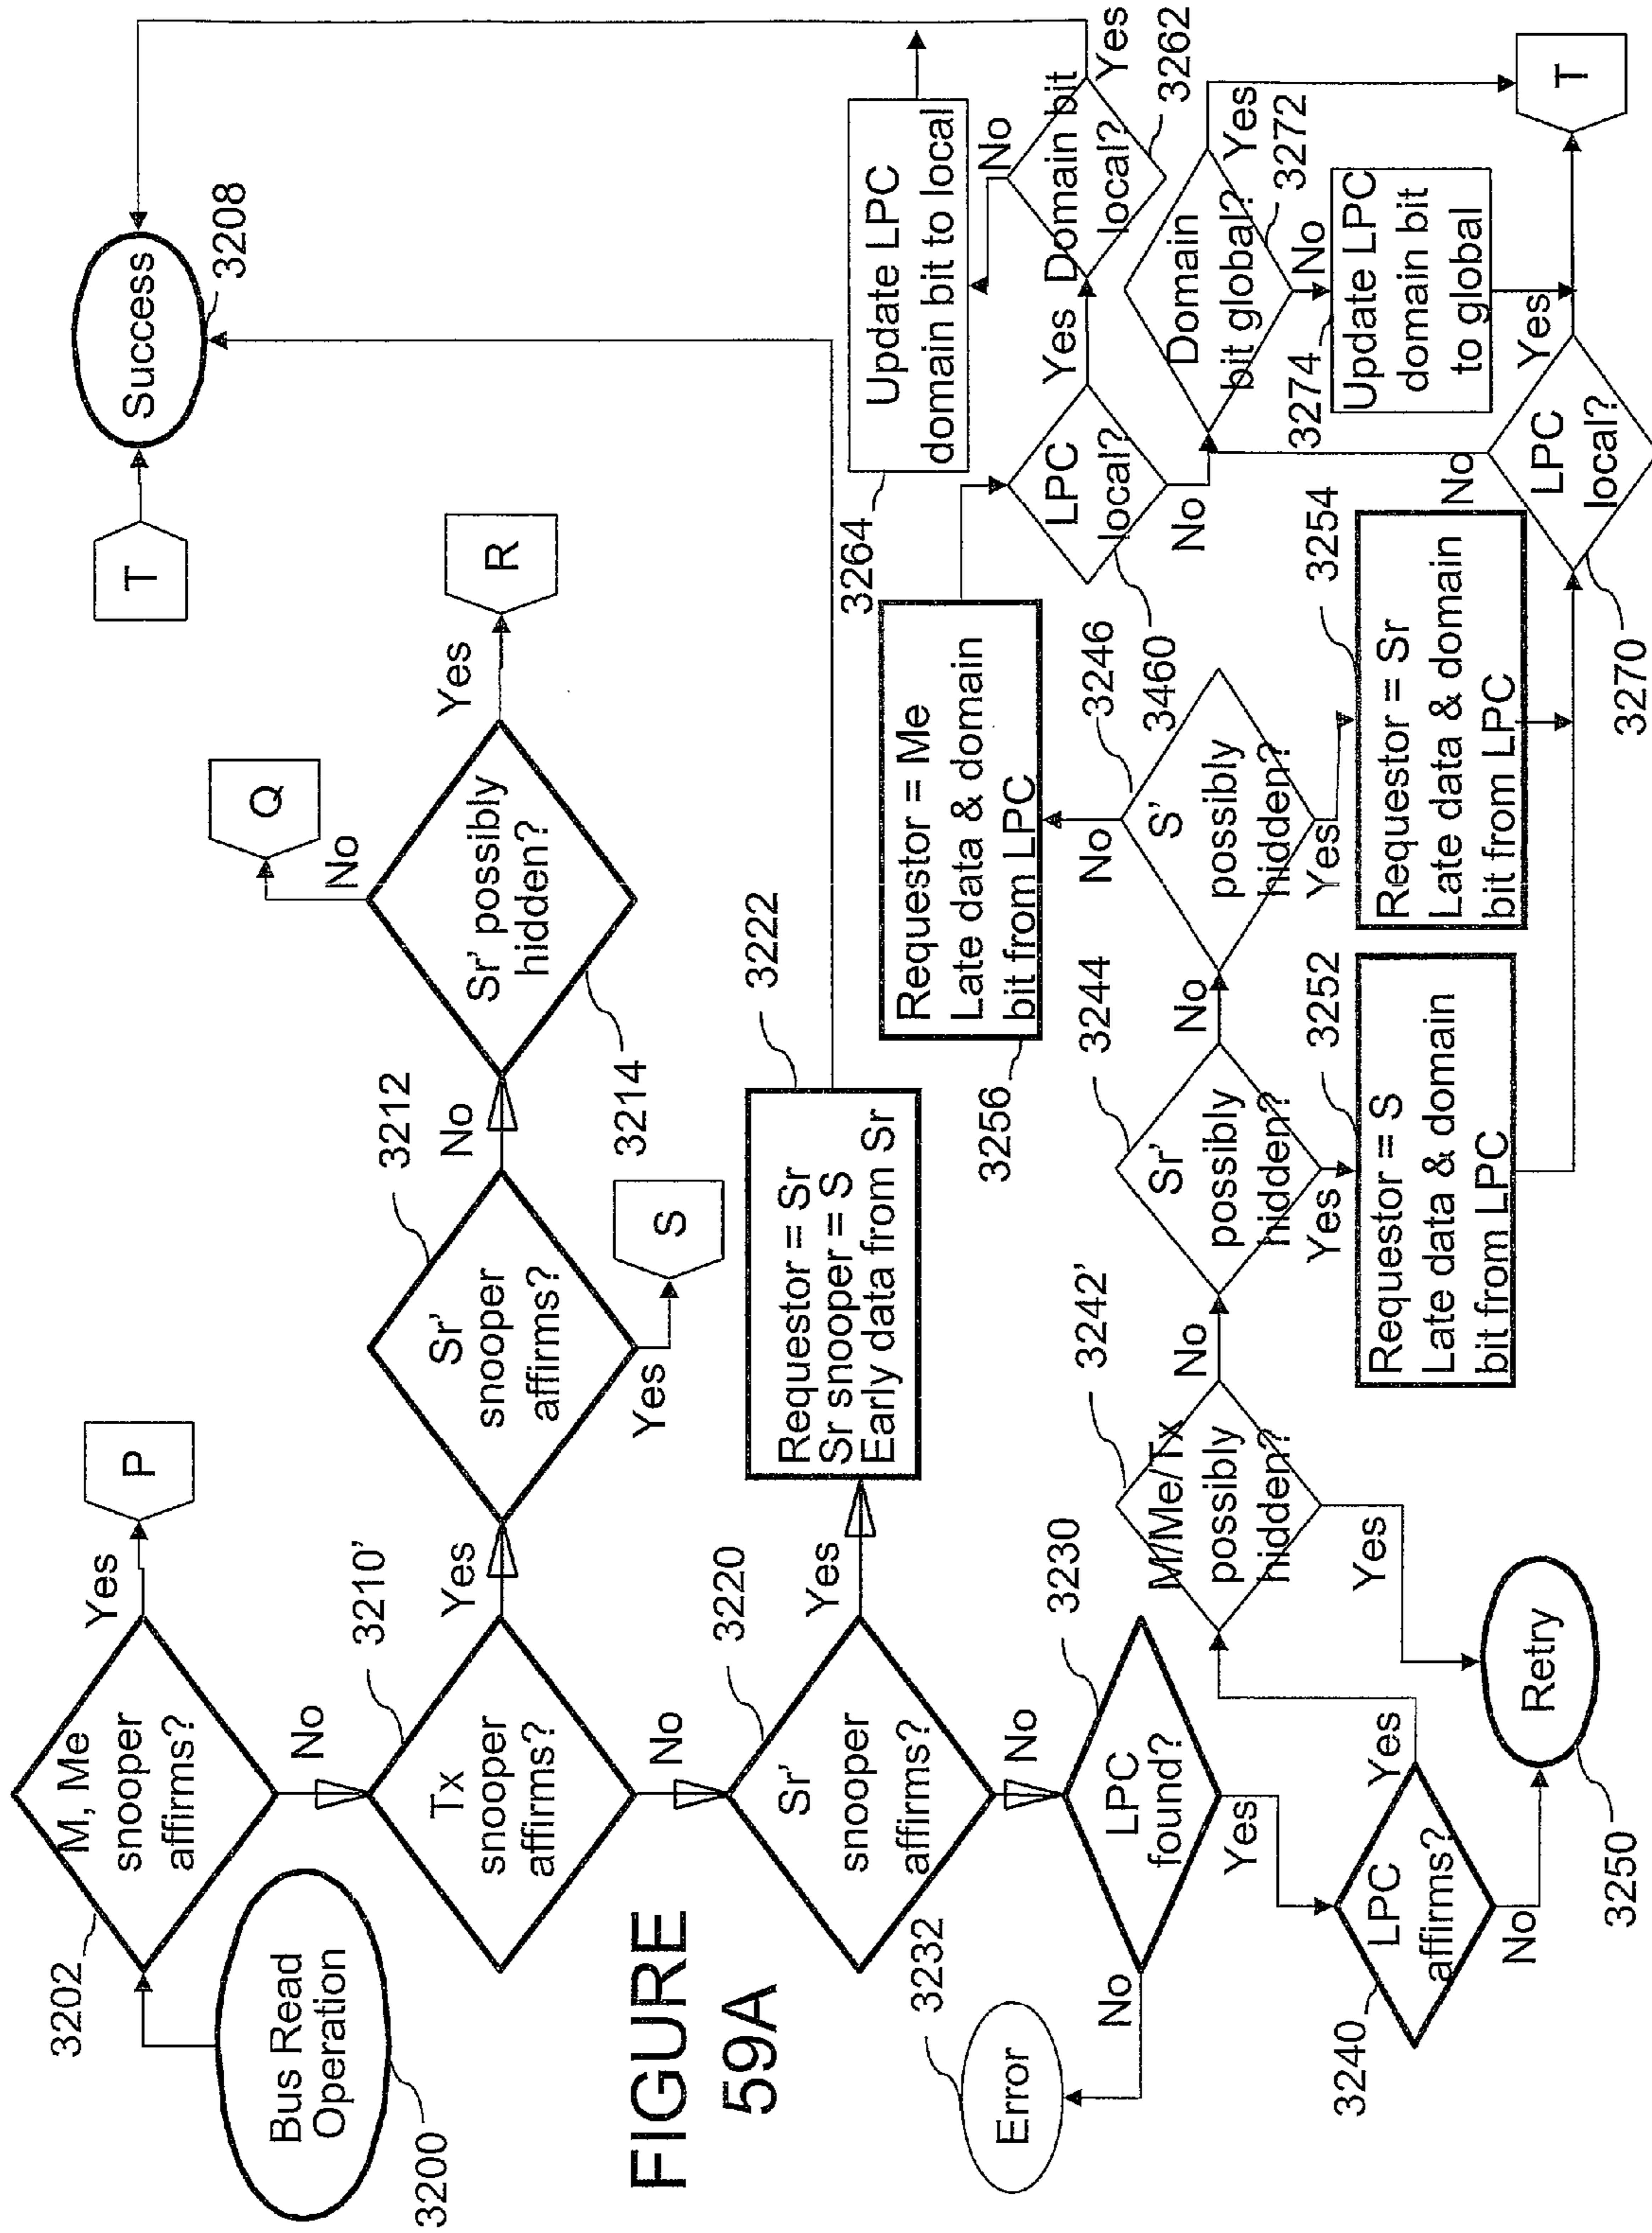 Bus Read
Operation
3200
3202
M, Me
snooper
affirms?
Yes
P
No
3210'
Tx
snooper
affirms?
Yes
3212
Sr'
snooper
affirms?
Yes
S
No
3214
Sr' possibly
hidden?
No
Q
Yes
R
T
Success
3208
No
3220
Sr'
snooper
affirms?
Yes
3222
Requestor = Sr
Sr snooper = S
Early data from Sr
No
3230
LPC
found?
No
3232
Error
Yes
3240
LPC
affirms?
No
Yes
3250
Retry
3242'
M/Me/Tx
possibly
hidden?
Yes
No
3244
Sr'
possibly
hidden?
Yes
No
3252
Requestor = S
Late data & domain
bit from LPC
3246
S'
possibly
hidden?
No
Yes
3254
Requestor = Sr
Late data & domain
bit from LPC
3256
Requestor = Me
Late data & domain
bit from LPC
3460
LPC
local?
Yes
No
3262
Domain bit
local?
No
Yes
3264
Update LPC
domain bit to local
3270
LPC
local?
No
Yes
3272
Domain
bit global?
Yes
No
3274
Update LPC
domain bit
to global
T
FIGURE
59A